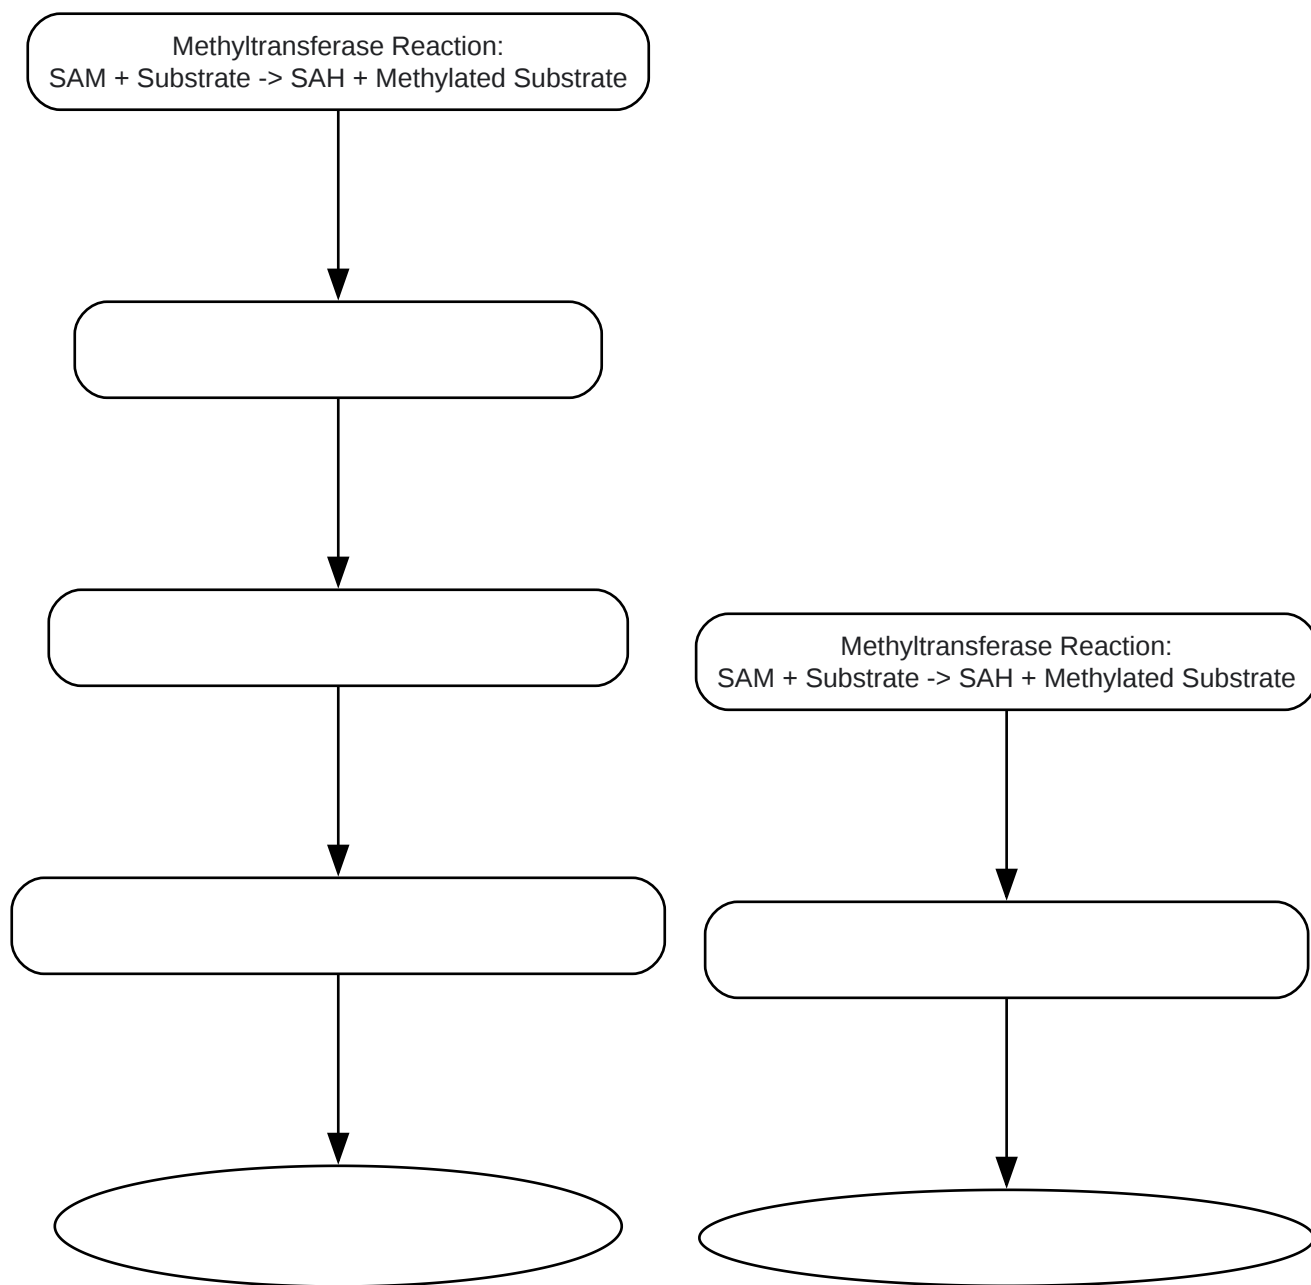 Methyltransferase Reaction:
SAM + Substrate -> SAH + Methylated Substrate
Methyltransferase Reaction:
SAM + Substrate -> SAH + Methylated Substrate